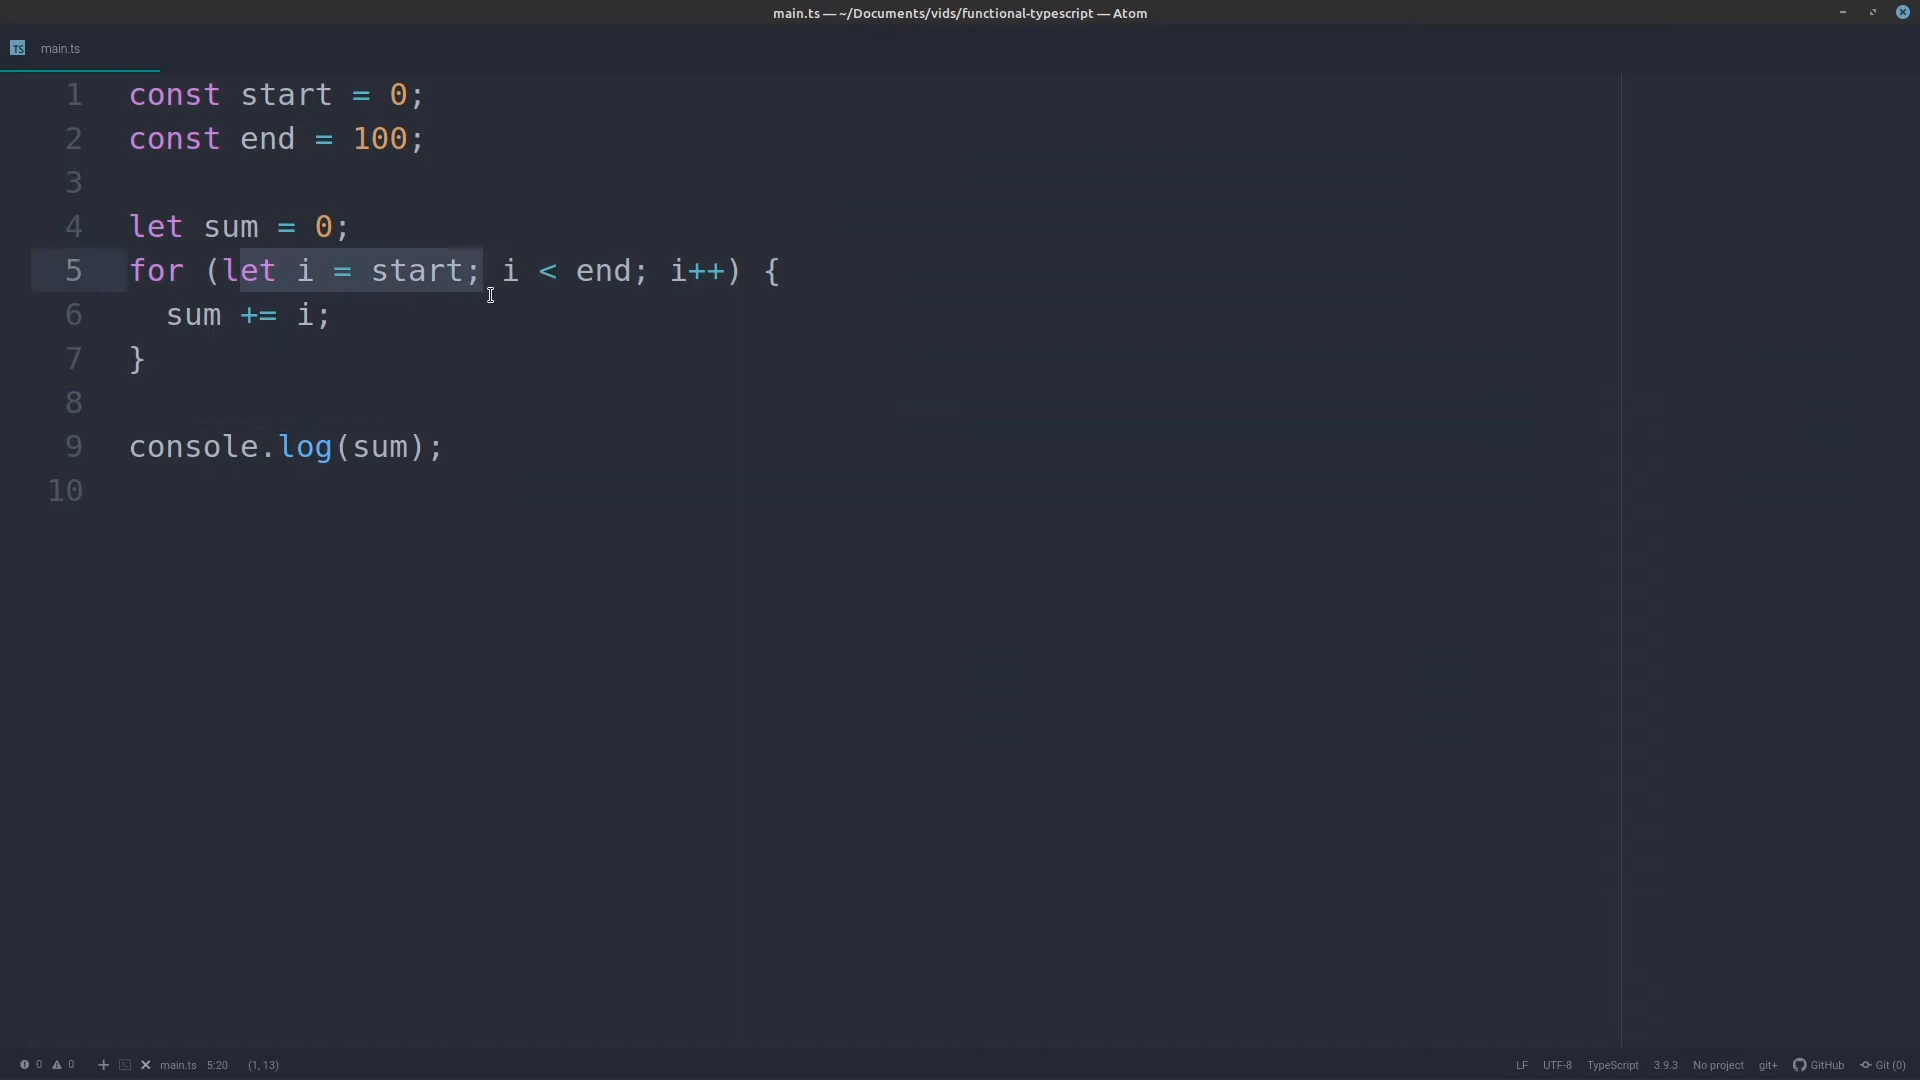 main.ts — ~/Documents/vids/functional-typescript — Atom
TS main.ts
1 const start = 0;
2 const end = 100;
3
4 let sum = 0;
5 for (let i = start; i < end; i++) {
6   sum += i;
7 }
8
9 console.log(sum);
10
0 0 + main.ts 5:20 (1, 13) LF UTF-8 TypeScript 3.9.3 No project git+ GitHub Git (0)